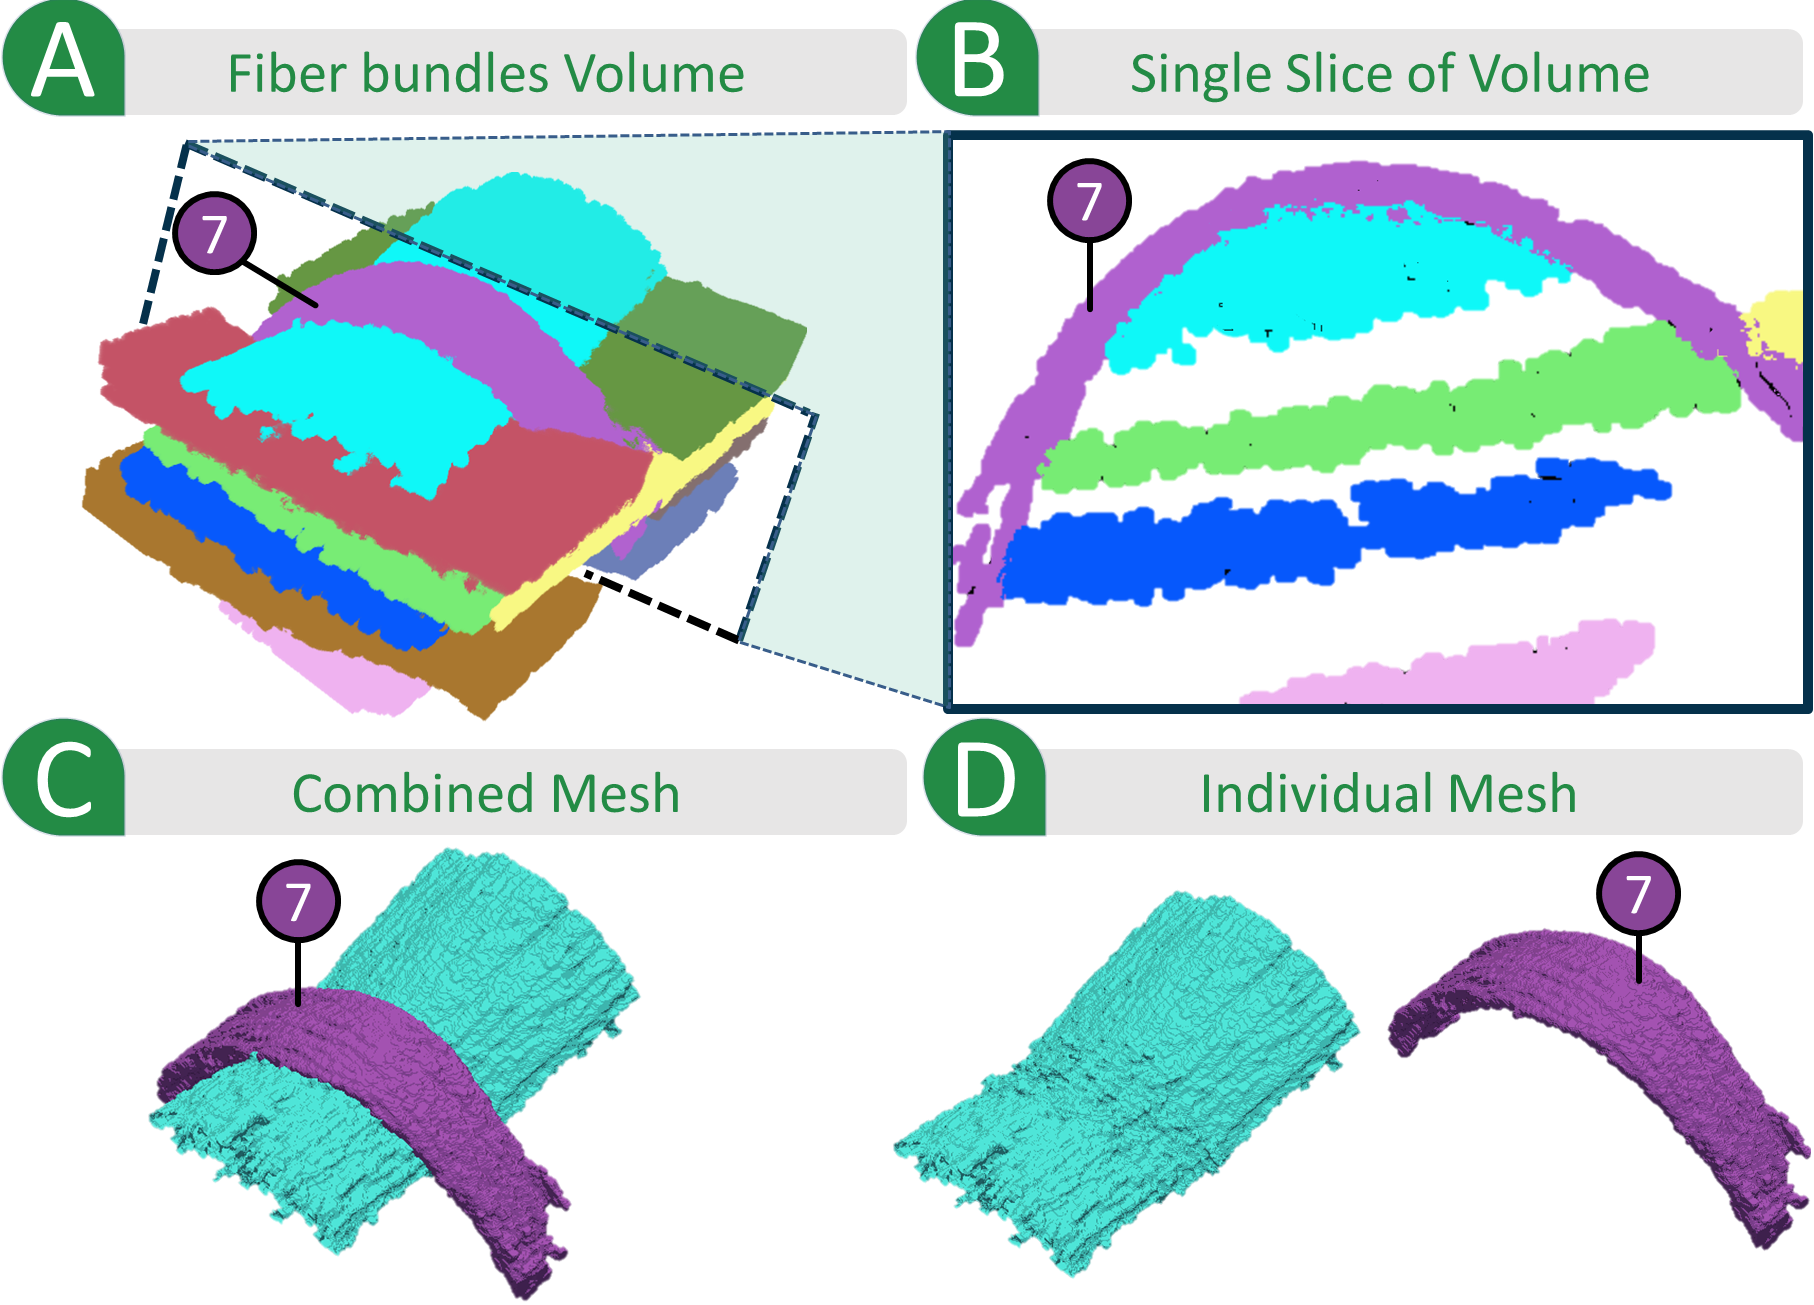 A Fiber bundles Volume
B Single Slice of Volume
7
7
C Combined Mesh
D Individual Mesh
7
7